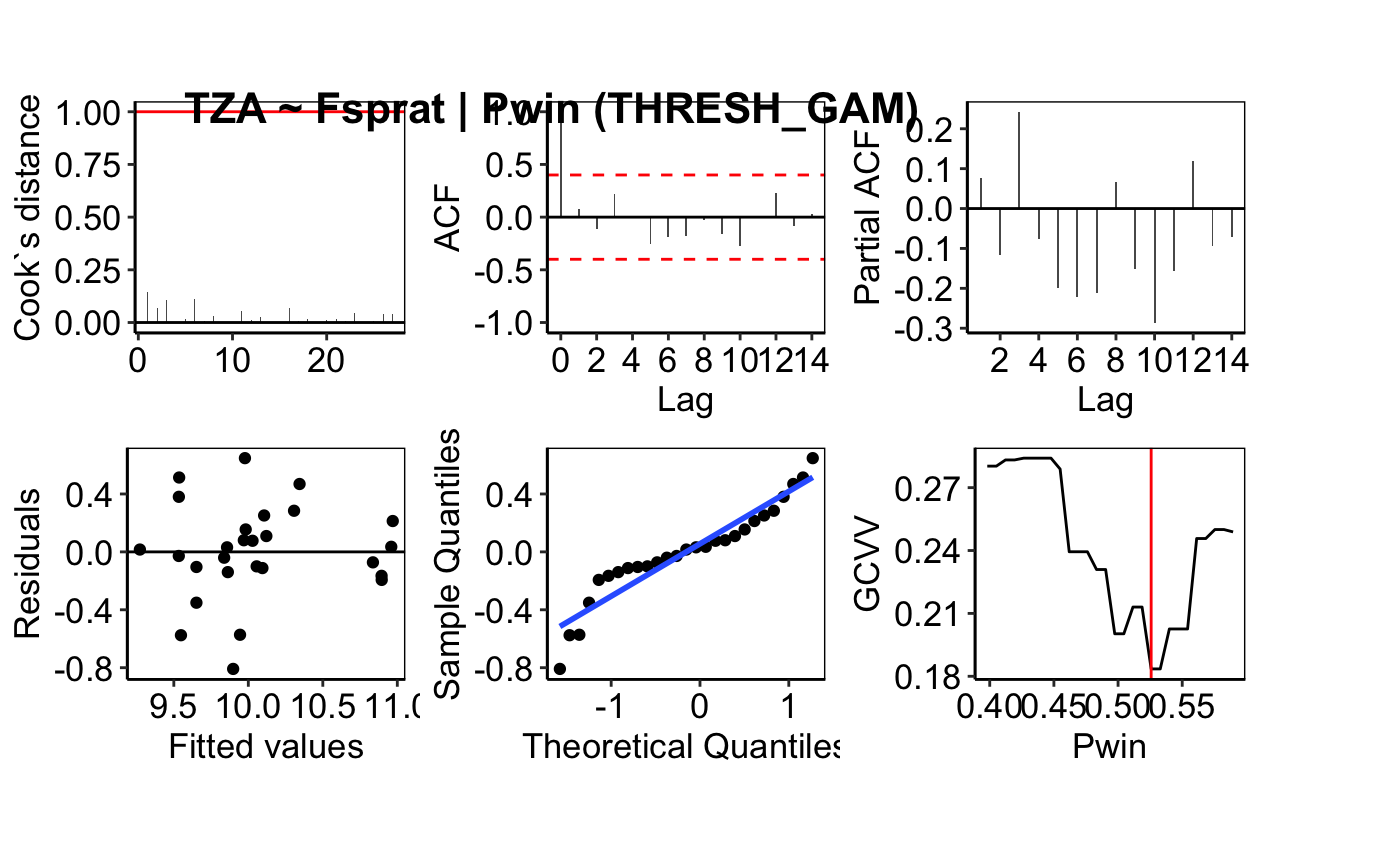 TZA ~ Fsprat | Pwin (THRESH_GAM)
Cook`s distance
1.00
0.75
0.50
0.25
0.00
0 10 20
ACF
1.0
0.5
0.0
-0.5
-1.0
0 2 4 6 8 10 12 14
Lag
Partial ACF
0.2
0.1
0.0
-0.1
-0.2
-0.3
2 4 6 8 10 12 14
Lag
Residuals
0.4
0.0
-0.4
-0.8
9.5 10.0 10.5 11.0
Fitted values
Sample Quantiles
0.4
0.0
-0.4
-0.8
-1 0 1
Theoretical Quantiles
GCVV
0.27
0.24
0.21
0.18
0.40 0.45 0.50 0.55
Pwin